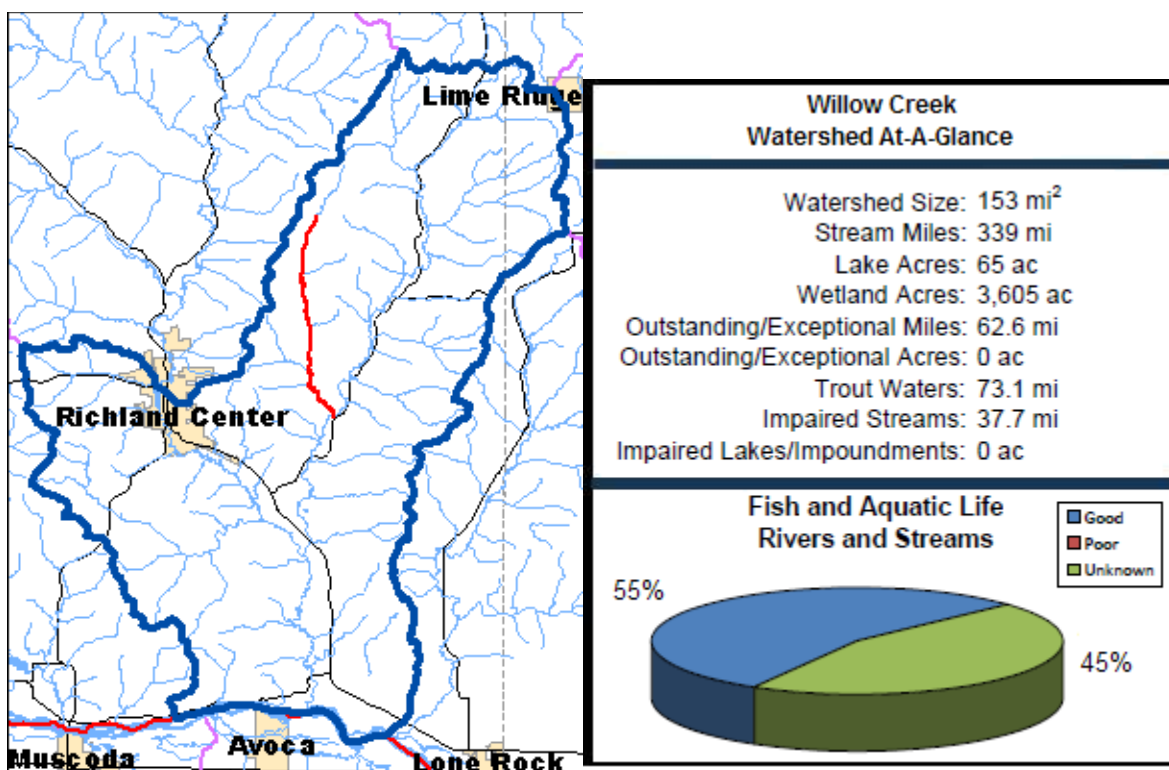 Lime Ridge
Richland Center
Avoca
Muscoda
Lone Rock
Willow Creek
Watershed At-A-Glance
Watershed Size: 153 mi²
Stream Miles: 339 mi
Lake Acres: 65 ac
Wetland Acres: 3,605 ac
Outstanding/Exceptional Miles: 62.6 mi
Outstanding/Exceptional Acres: 0 ac
Trout Waters: 73.1 mi
Impaired Streams: 37.7 mi
Impaired Lakes/Impoundments: 0 ac
Fish and Aquatic Life
Rivers and Streams
Good
Poor
Unknown
55%
45%